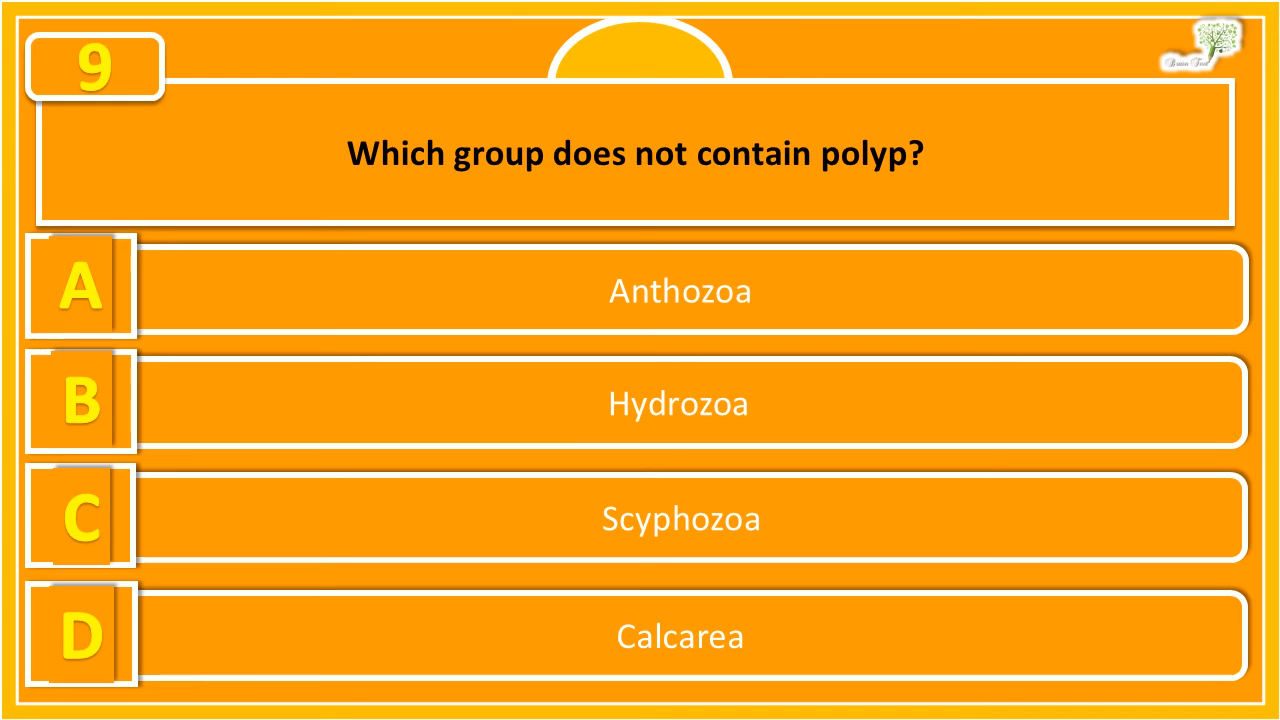 9
Which group does not contain polyp?
A
Anthozoa
B
Hydrozoa
C
Scyphozoa
D
Calcarea